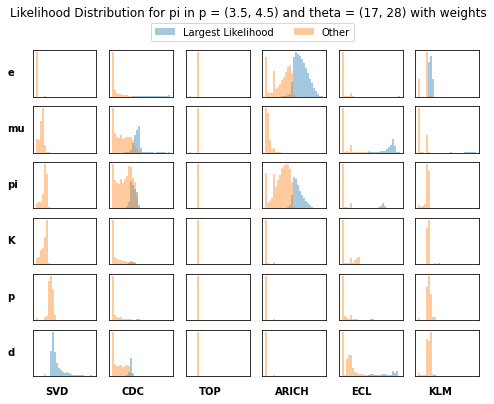 Likelihood Distribution for pi in p = (3.5, 4.5) and theta = (17, 28) with weights
Largest Likelihood Other
e
mu
pi
K
p
d
SVD CDC TOP ARICH ECL KLM